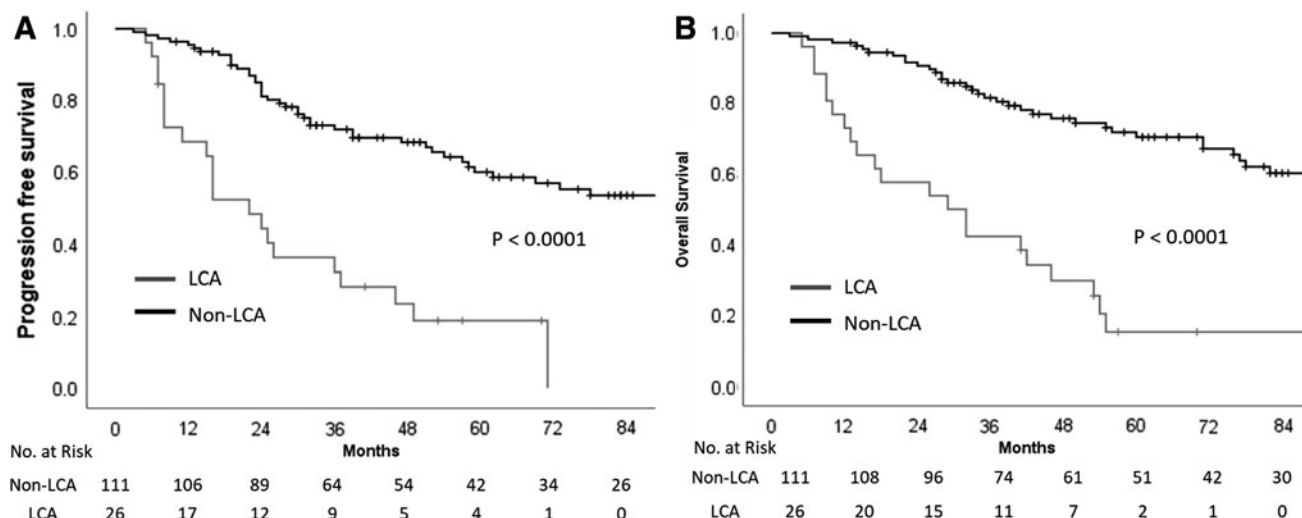 A
Progression free survival
1.0
0.8
0.6
0.4
0.2
0.0
P < 0.0001
LCA
Non-LCA
0 12 24 36 48 60 72 84
No. at Risk
Months
Non-LCA 111 106 89 64 54 42 34 26
LCA 26 17 12 9 5 4 1 0
B
Overall Survival
1.0
0.8
0.6
0.4
0.2
0.0
P < 0.0001
LCA
Non-LCA
0 12 24 36 48 60 72 84
No. at Risk
Months
Non-LCA 111 108 96 74 61 51 42 30
LCA 26 20 15 11 7 2 1 0